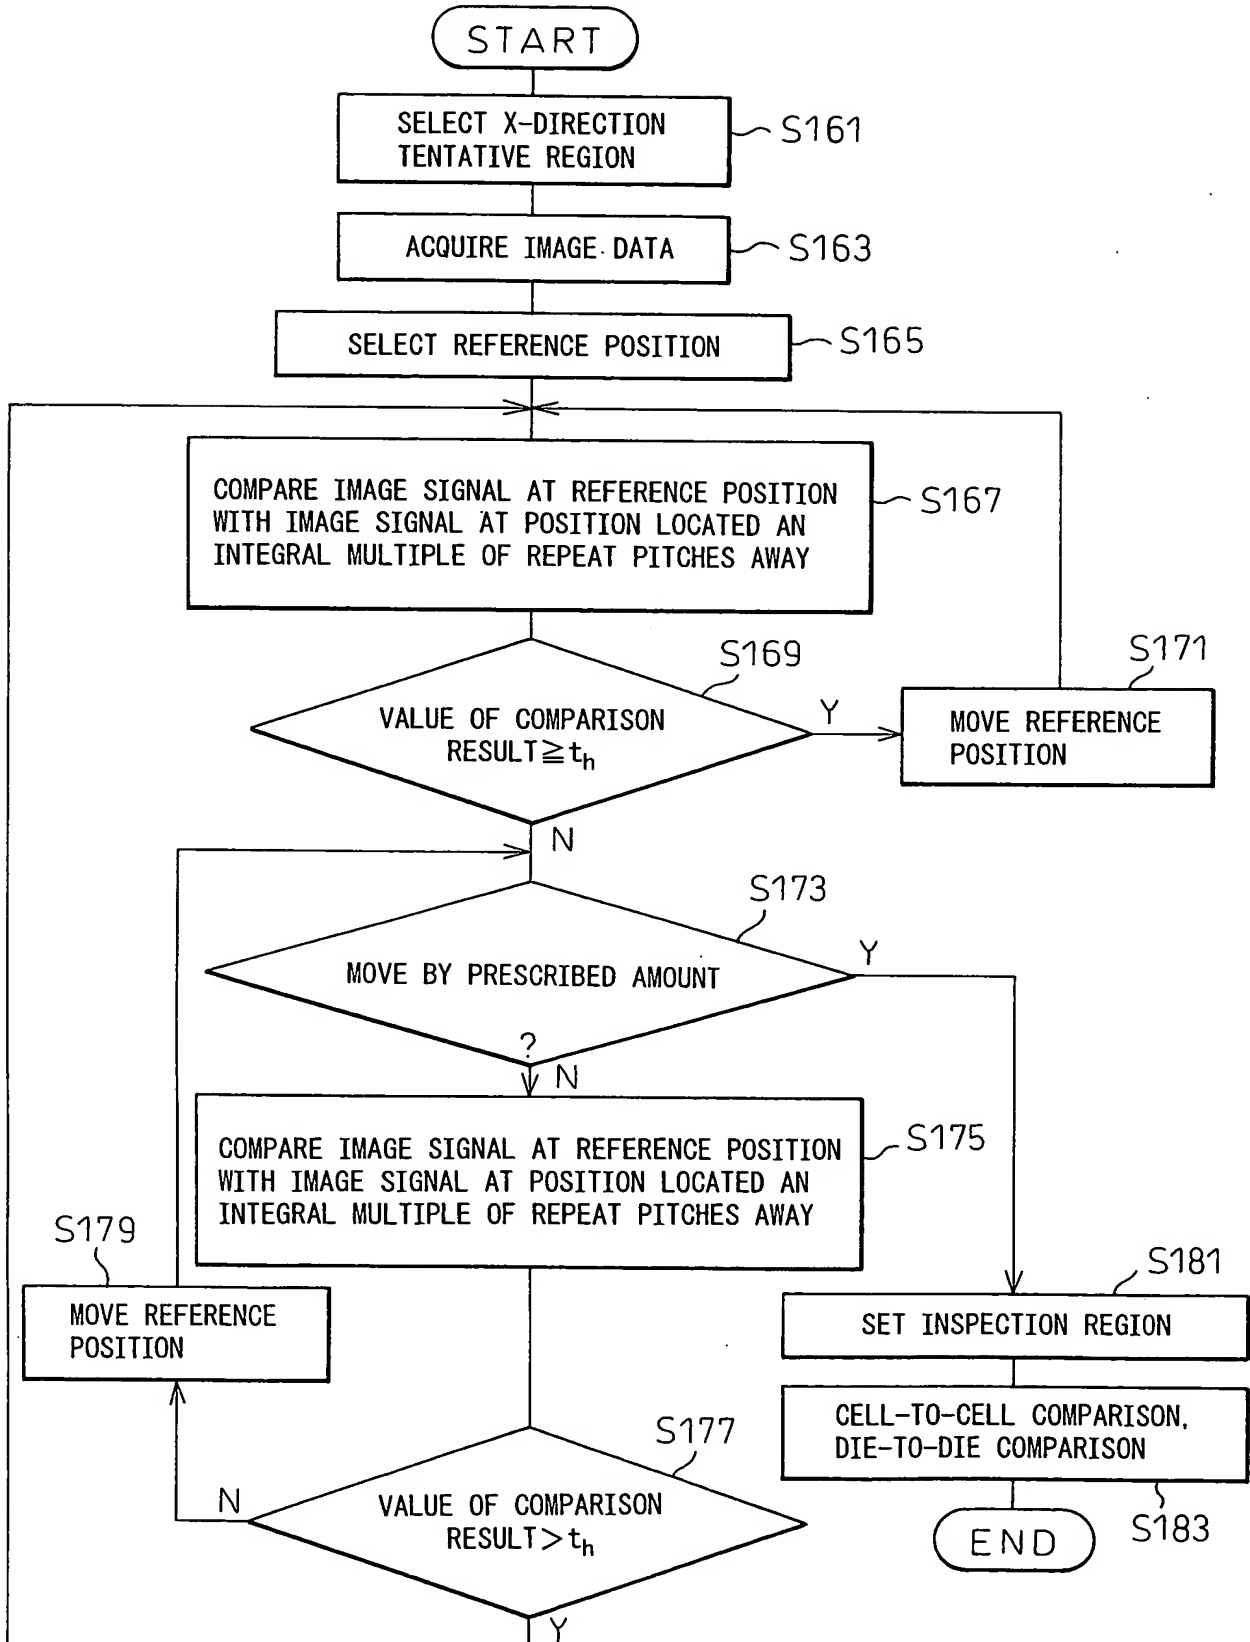 START
SELECT X-DIRECTION
TENTATIVE REGION
S161
ACQUIRE IMAGE DATA
S163
SELECT REFERENCE POSITION
S165
COMPARE IMAGE SIGNAL AT REFERENCE POSITION
WITH IMAGE SIGNAL AT POSITION LOCATED AN
INTEGRAL MULTIPLE OF REPEAT PITCHES AWAY
S167
S169
VALUE OF COMPARISON
RESULT≧th
Y
S171
MOVE REFERENCE
POSITION
N
S173
MOVE BY PRESCRIBED AMOUNT
?
Y
N
COMPARE IMAGE SIGNAL AT REFERENCE POSITION
WITH IMAGE SIGNAL AT POSITION LOCATED AN
INTEGRAL MULTIPLE OF REPEAT PITCHES AWAY
S175
S179
MOVE REFERENCE
POSITION
S177
VALUE OF COMPARISON
RESULT>th
N
Y
S181
SET INSPECTION REGION
CELL-TO-CELL COMPARISON,
DIE-TO-DIE COMPARISON
S183
END